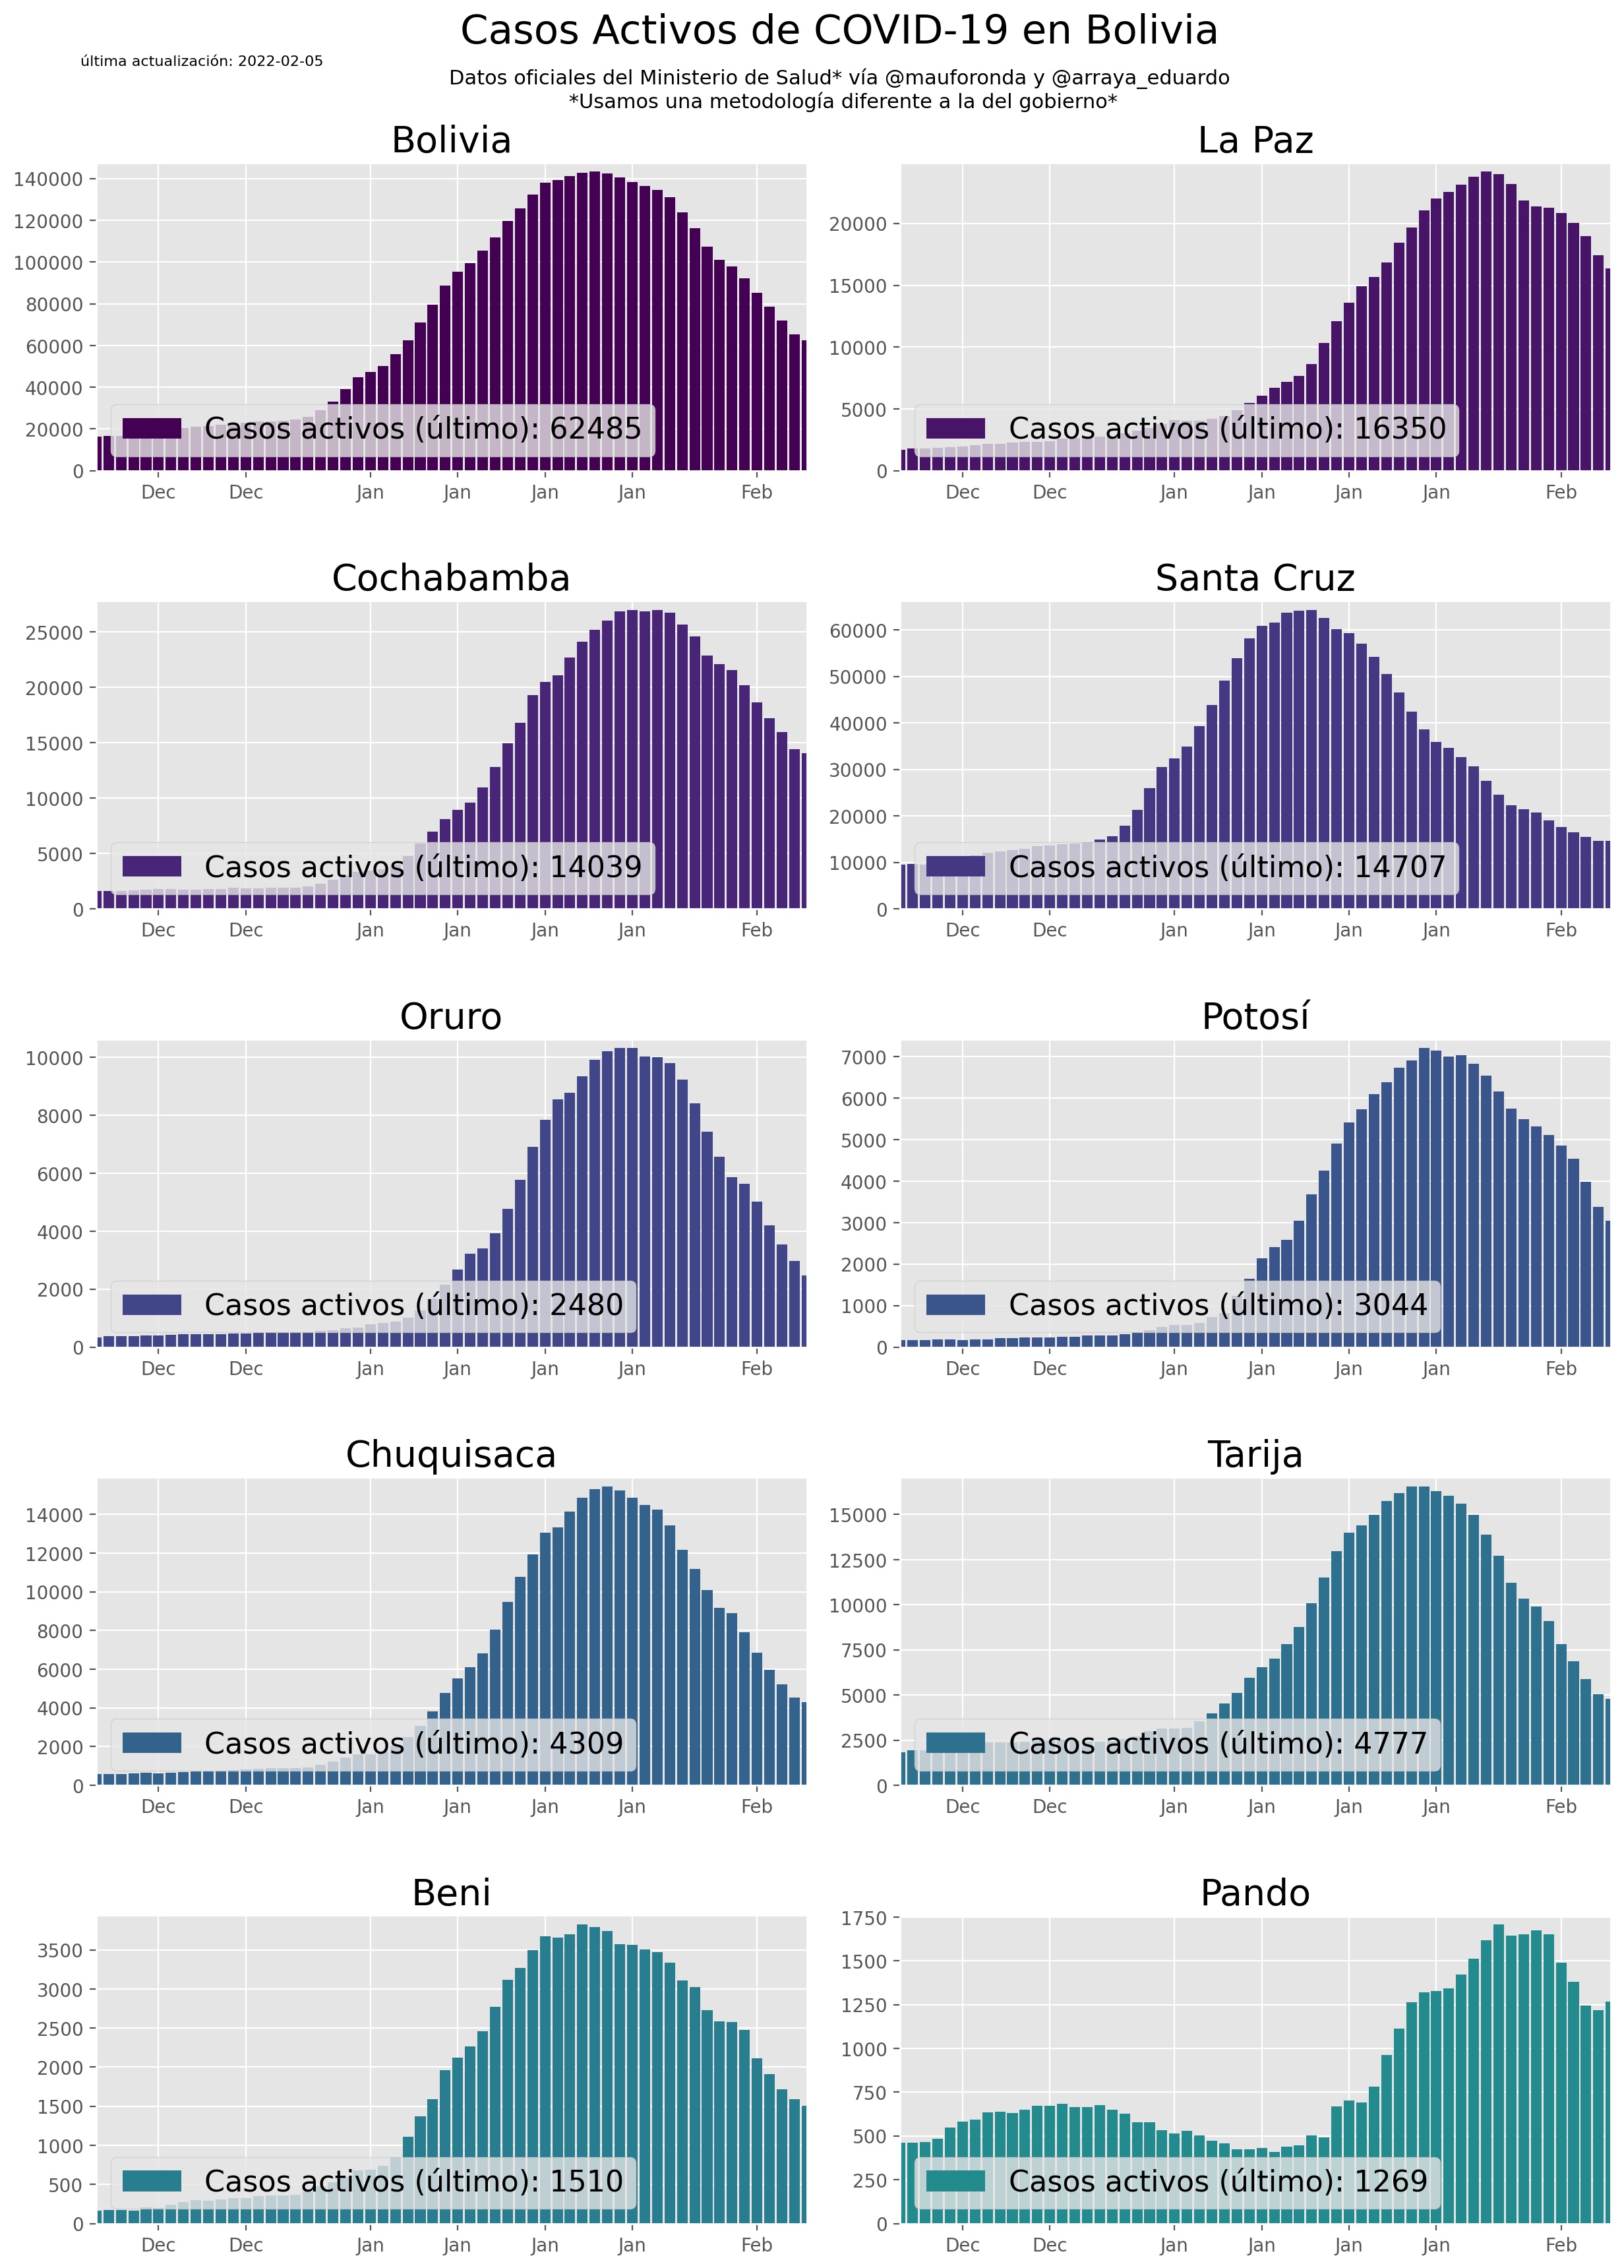 Casos Activos de COVID-19 en Bolivia
última actualización: 2022-02-05
Datos oficiales del Ministerio de Salud* vía @mauforonda y @arraya_eduardo
*Usamos una metodología diferente a la del gobierno*
Bolivia
140000
120000
100000
80000
60000
40000
20000
0
Casos activos (último): 62485
Dec Dec Jan Jan Jan Jan Feb
La Paz
20000
15000
10000
5000
0
Casos activos (último): 16350
Dec Dec Jan Jan Jan Jan Feb
Cochabamba
25000
20000
15000
10000
5000
0
Casos activos (último): 14039
Dec Dec Jan Jan Jan Jan Feb
Santa Cruz
60000
50000
40000
30000
20000
10000
0
Casos activos (último): 14707
Dec Dec Jan Jan Jan Jan Feb
Oruro
10000
8000
6000
4000
2000
0
Casos activos (último): 2480
Dec Dec Jan Jan Jan Jan Feb
Potosí
7000
6000
5000
4000
3000
2000
1000
0
Casos activos (último): 3044
Dec Dec Jan Jan Jan Jan Feb
Chuquisaca
14000
12000
10000
8000
6000
4000
2000
0
Casos activos (último): 4309
Dec Dec Jan Jan Jan Jan Feb
Tarija
15000
12500
10000
7500
5000
2500
0
Casos activos (último): 4777
Dec Dec Jan Jan Jan Jan Feb
Beni
3500
3000
2500
2000
1500
1000
500
0
Casos activos (último): 1510
Dec Dec Jan Jan Jan Jan Feb
Pando
1750
1500
1250
1000
750
500
250
0
Casos activos (último): 1269
Dec Dec Jan Jan Jan Jan Feb